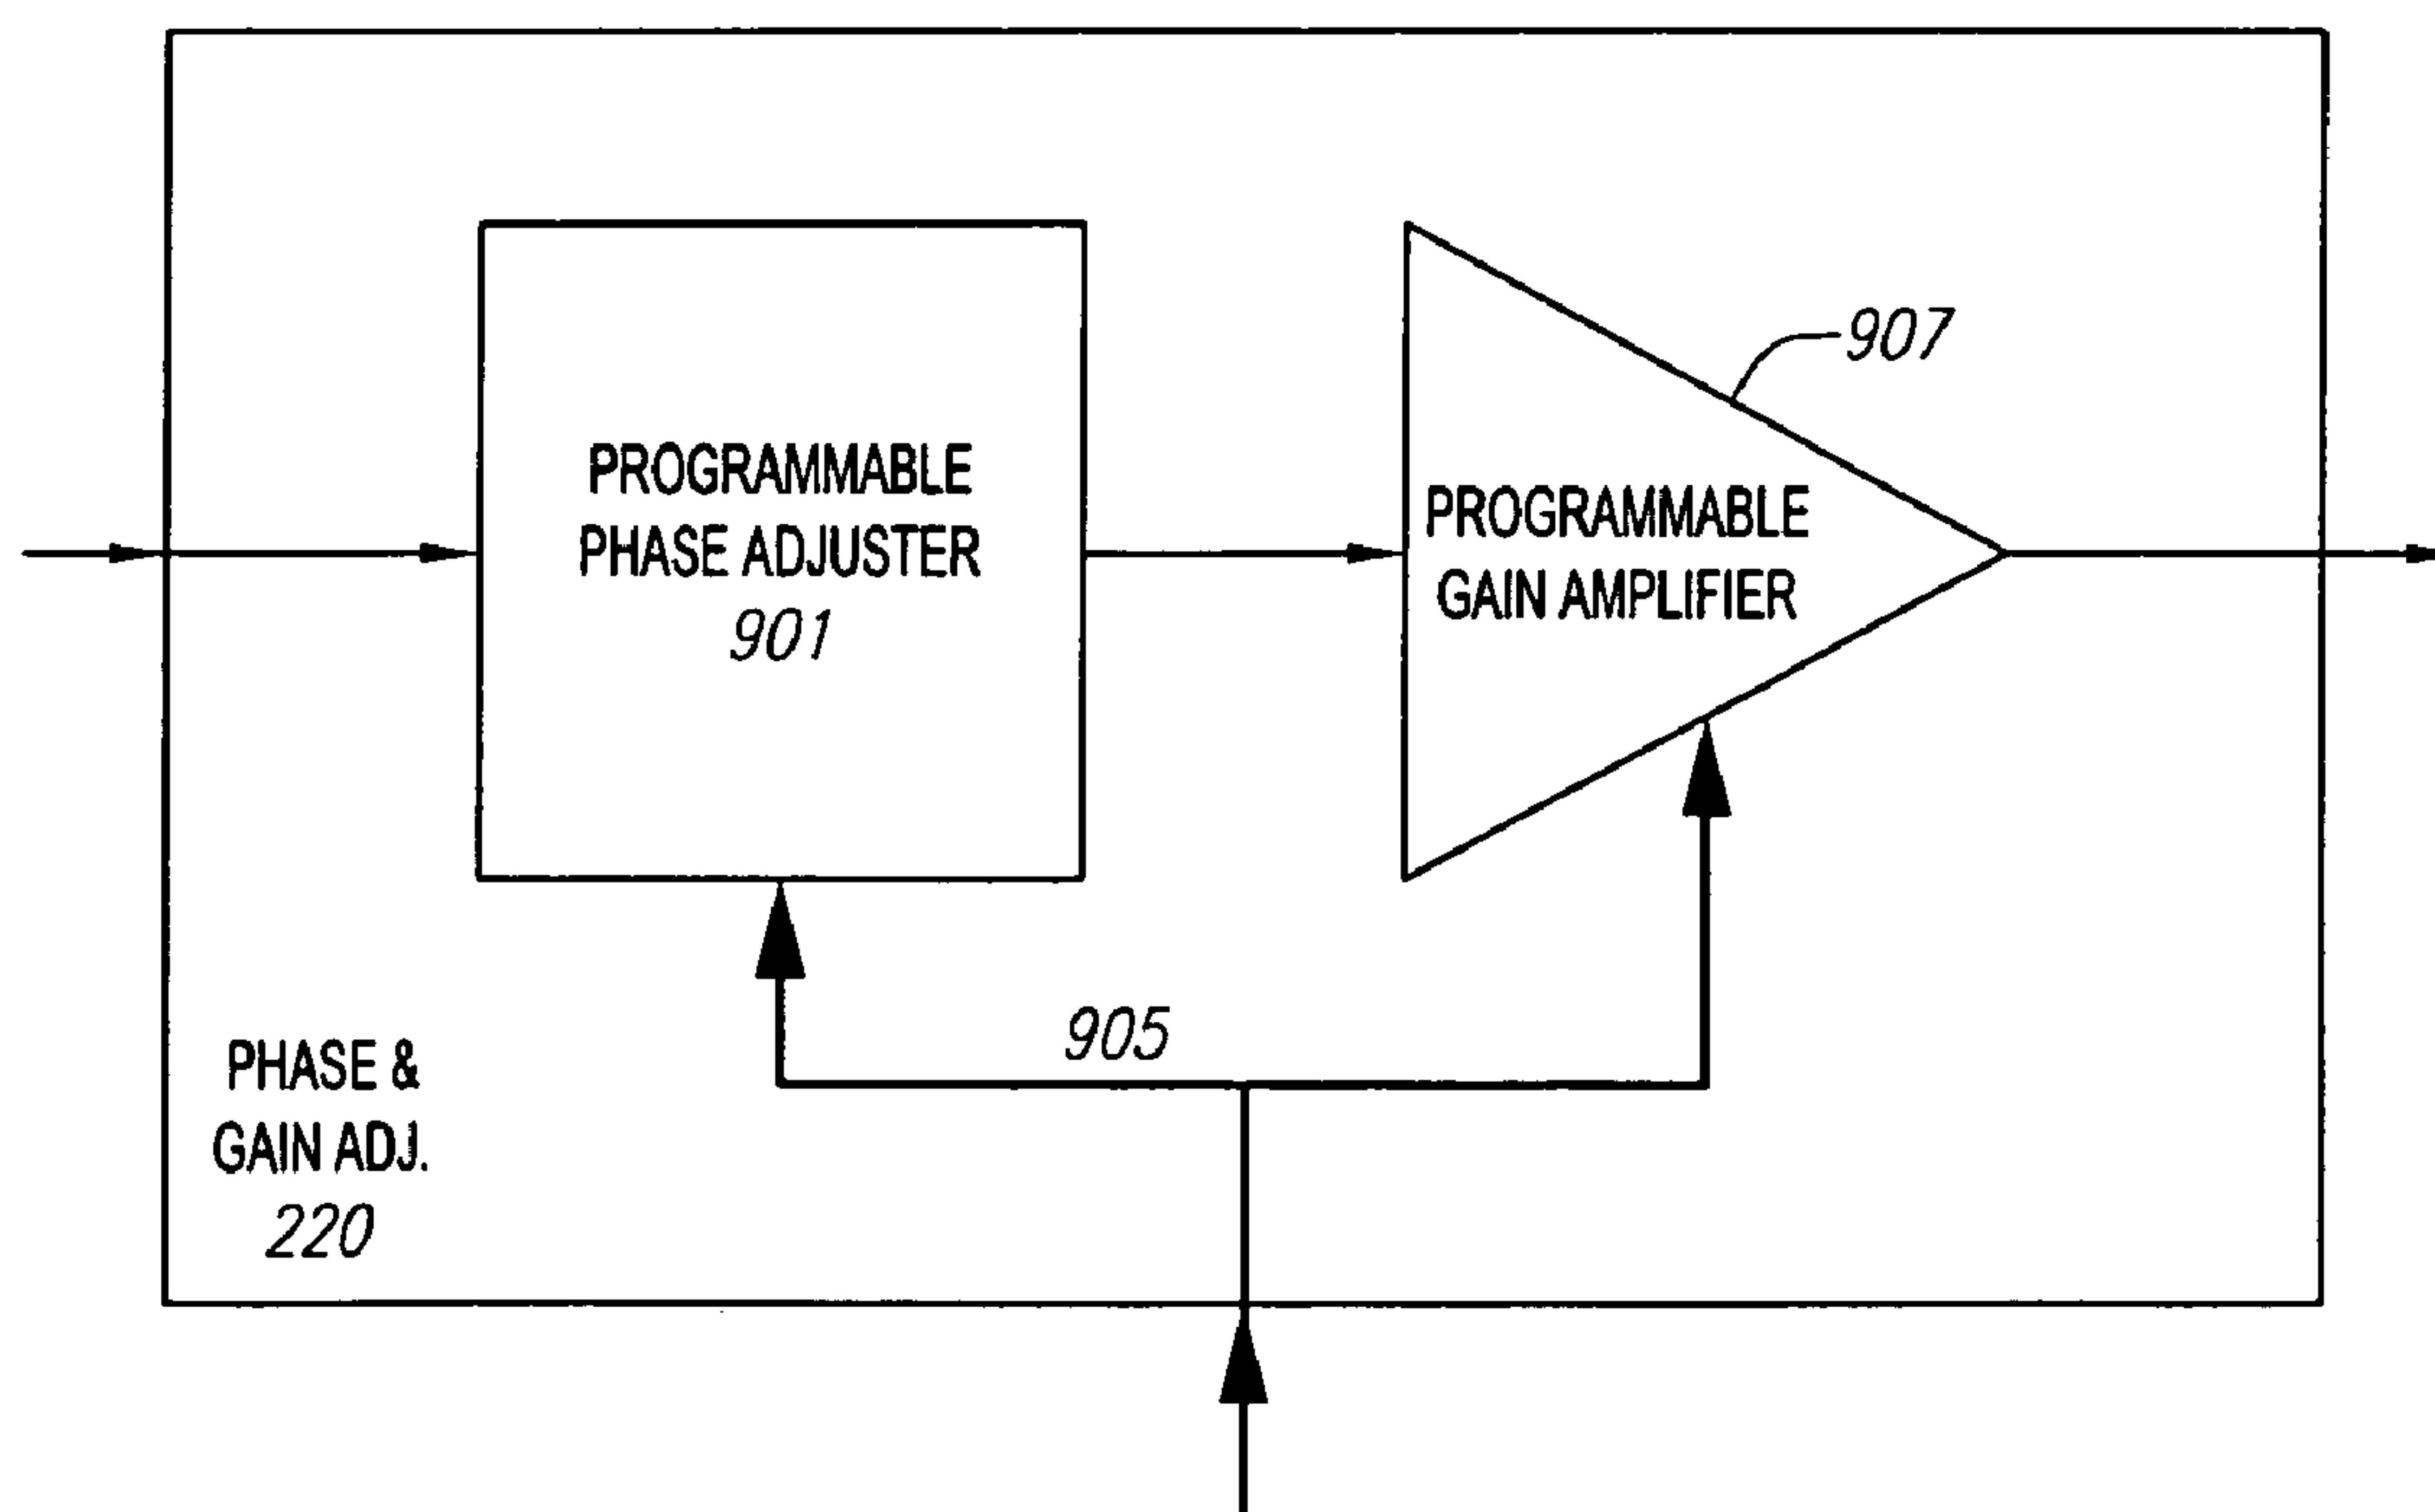 907
PROGRAMMABLE
PHASE ADJUSTER
901
PROGRAMMABLE
GAIN AMPLIFIER
905
PHASE &
GAIN ADJ.
220